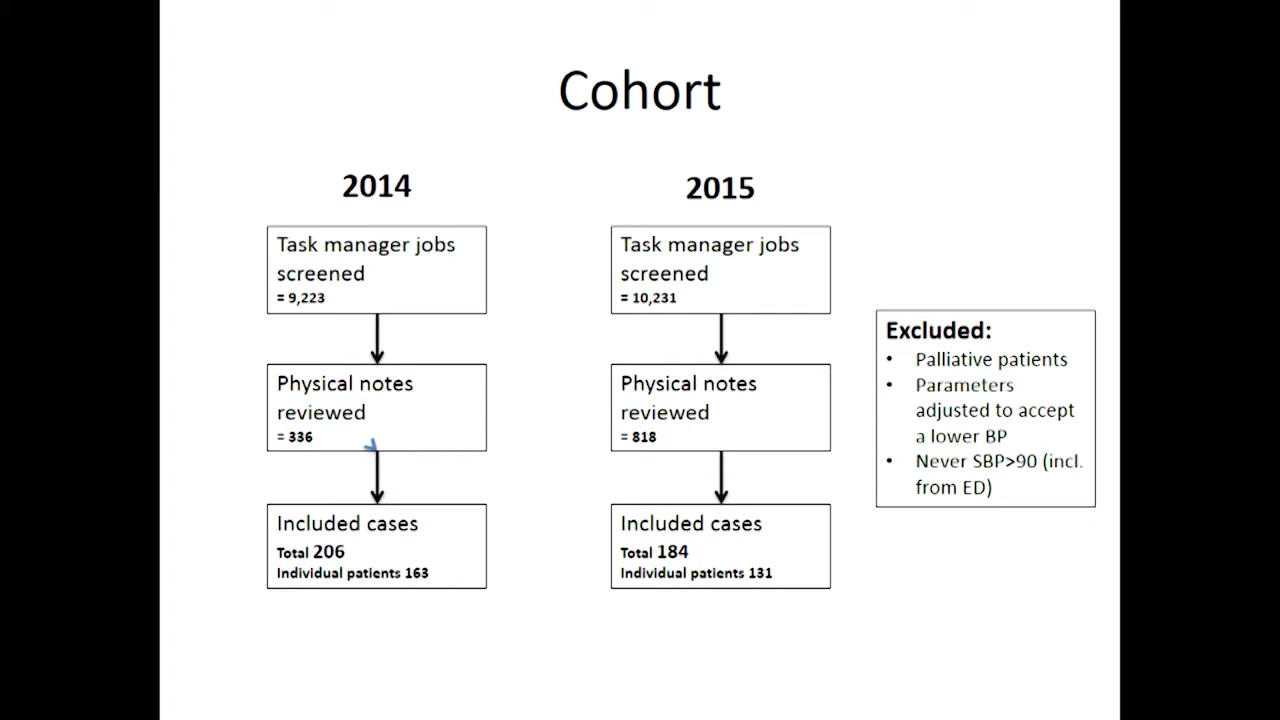 Cohort
2014
Task manager jobs
screened
= 9,223
Physical notes
reviewed
= 336
Included cases
Total 206
Individual patients 163
2015
Task manager jobs
screened
= 10,231
Physical notes
reviewed
= 818
Included cases
Total 184
Individual patients 131
Excluded:
• Palliative patients
• Parameters
adjusted to accept
a lower BP
• Never SBP>90 (incl.
from ED)